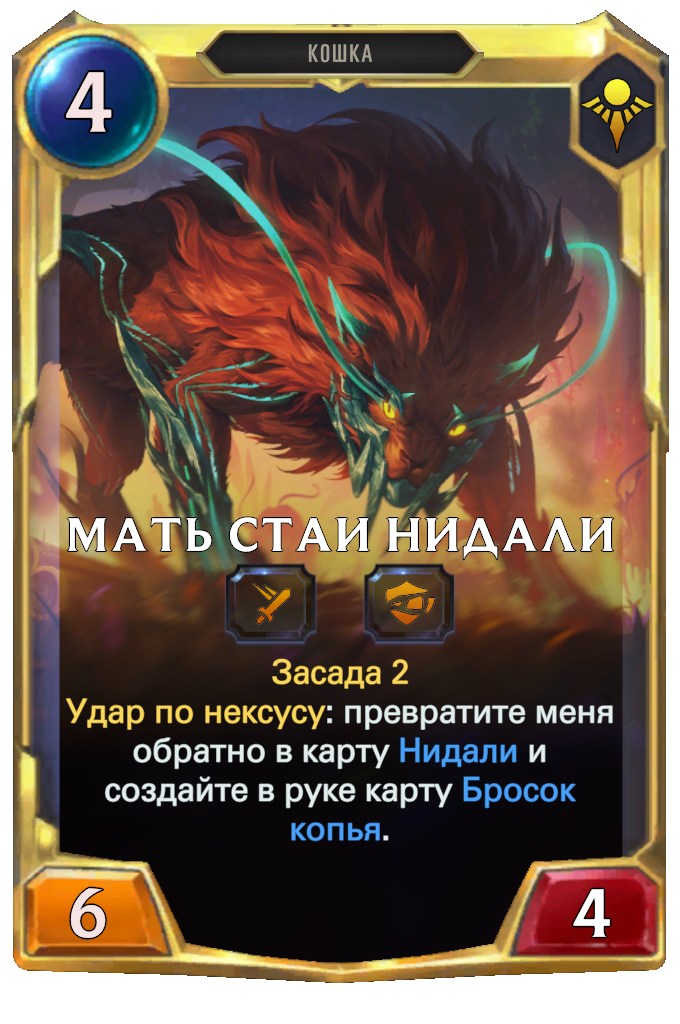 КОШКА
4
МАТЬ СТАИ НИДАЛИ
Засада 2
Удар по нексусу: превратите меня
обратно в карту Нидали и
создайте в руке карту Бросок
копья.
6
4